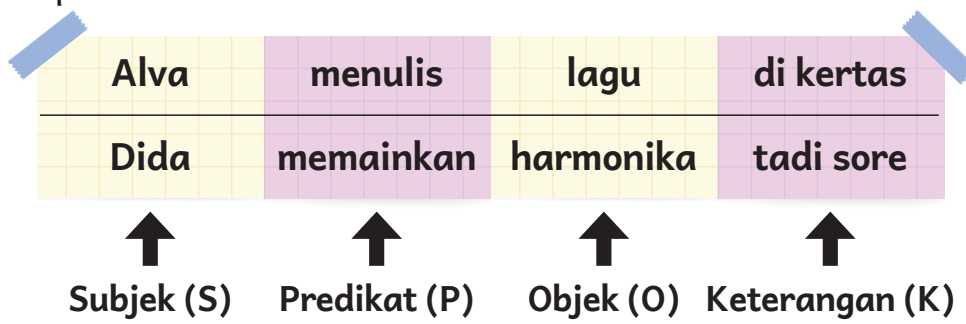 Alva menulis lagu di kertas
Dida memainkan harmonika tadi sore
Subjek (S) Predikat (P) Objek (O) Keterangan (K)